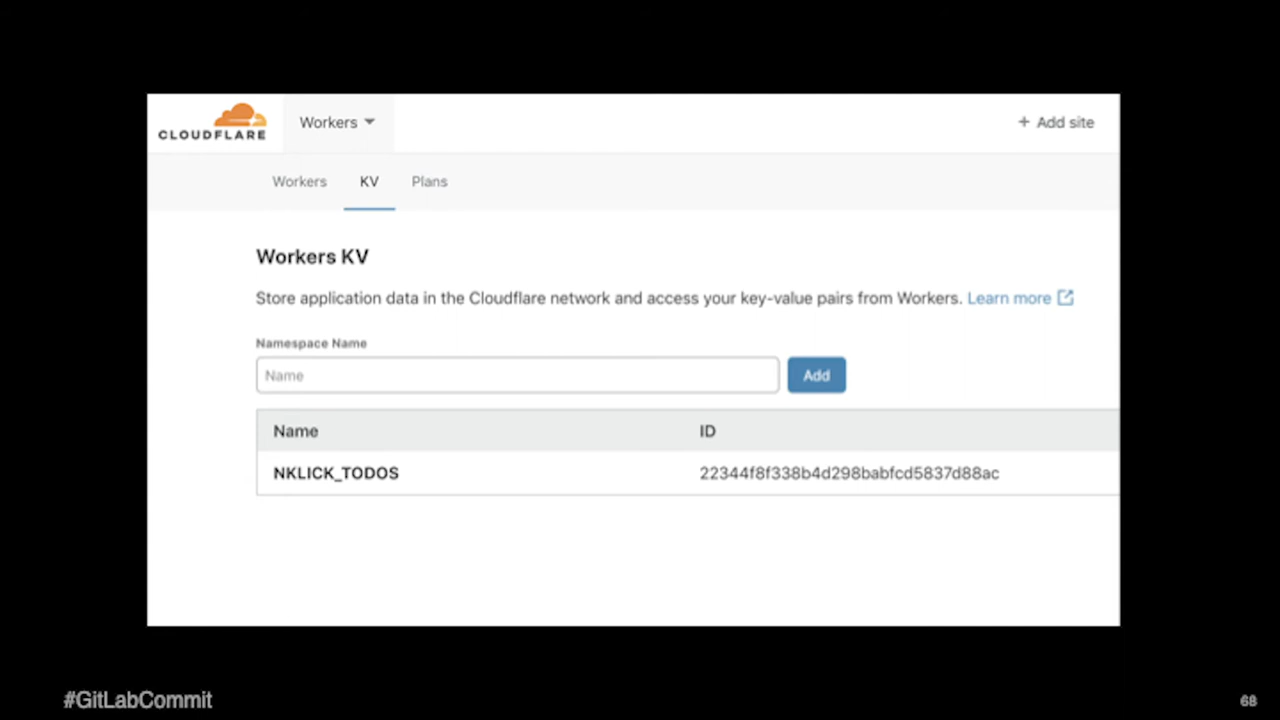 CLOUDFLARE
Workers
+ Add site
Workers KV Plans
Workers KV
Store application data in the Cloudflare network and access your key-value pairs from Workers. Learn more
Namespace Name
Name
Add
Name ID
NKLICK_TODOS 22344f8f338b4d298babfcd5837d88ac
#GitLabCommit
68